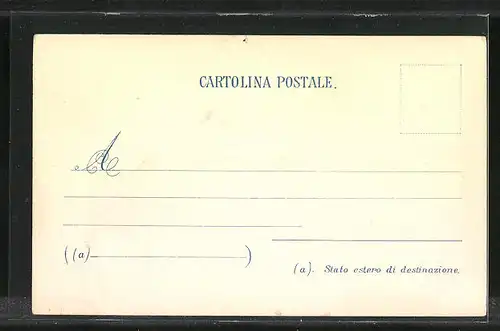 CARTOLINA POSTALE.
A
((a) )
(a). Stato estero di destinazione.